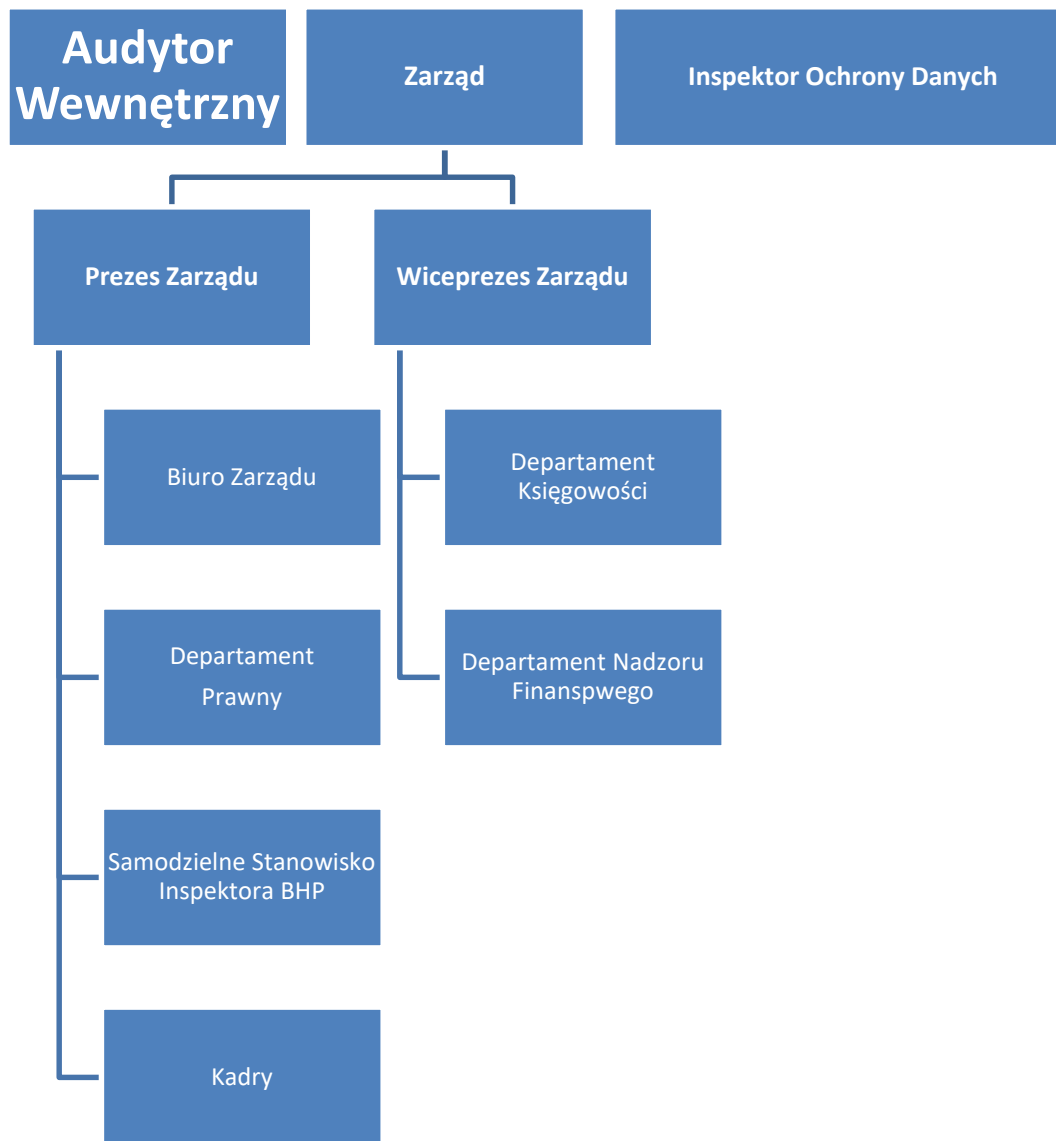 Audytor
Wewnętrzny
Zarząd
Inspektor Ochrony Danych
Prezes Zarządu
Wiceprezes Zarządu
Biuro Zarządu
Departament
Księgowości
Departament
Prawny
Departament Nadzoru
Finanspwego
Samodzielne Stanowisko
Inspektora BHP
Kadry